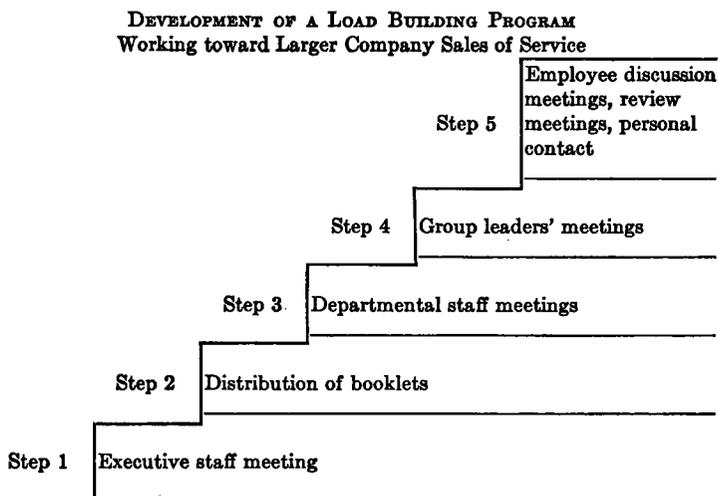 DEVELOPMENT OF A LOAD BUILDING PROGRAM
Working toward Larger Company Sales of Service
Step 5
Employee discussion
meetings, review
meetings, personal
contact
Step 4
Group leaders' meetings
Step 3
Departmental staff meetings
Step 2
Distribution of booklets
Step 1
Executive staff meeting